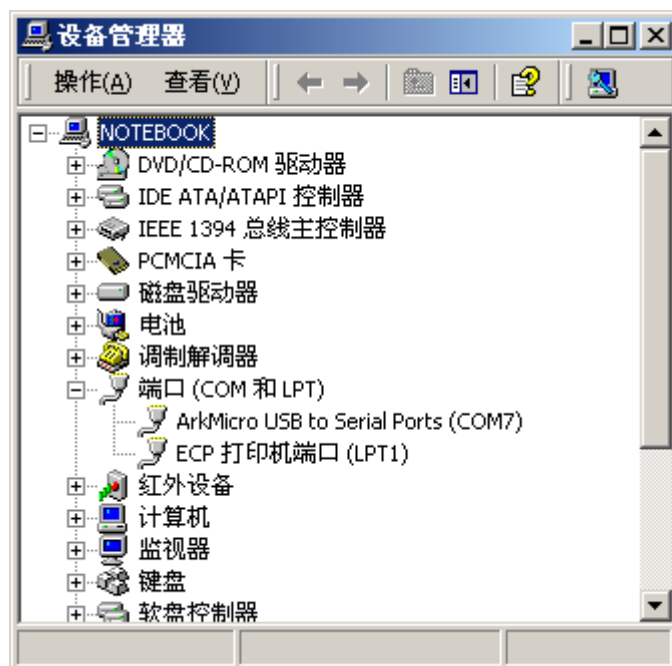 设备管理器
操作(A) 查看(V)
NOTEBOOK
DVD/CD-ROM 驱动器
IDE ATA/ATAPI 控制器
IEEE 1394 总线主控制器
PCMCIA 卡
磁盘驱动器
电池
调制解调器
端口 (COM 和 LPT)
ArkMicro USB to Serial Ports (COM7)
ECP 打印机端口 (LPT1)
红外设备
计算机
监视器
键盘
软盘控制器